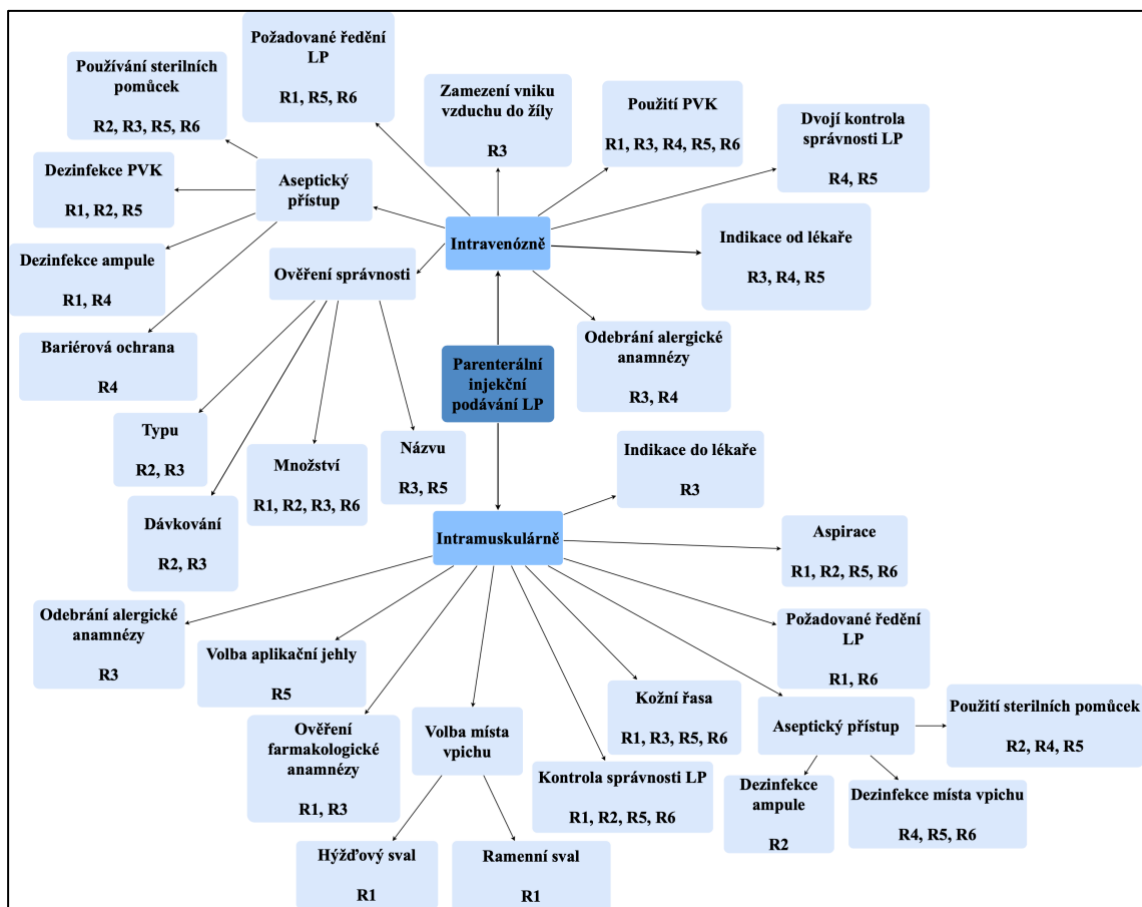 Požadované ředění
LP
R1, R5, R6
Používání sterilních
pomůcek
R2, R3, R5, R6
Zamezení vniku
vzduchu do žíly
R3
Použití PVK
R1, R3, R4, R5, R6
Dvojí kontrola
správnosti LP
R4, R5
Dezinfekce PVK
R1, R2, R5
Aseptický
přístup
Intravenózně
Indikace od lékaře
R3, R4, R5
Dezinfekce ampule
R1, R4
Ověření správnosti
Bariérová ochrana
R4
Parenterální
injekční
podávání LP
Odebrání alergické
anamnézy
R3, R4
Typu
R2, R3
Dávkování
R2, R3
Množství
R1, R2, R3, R6
Názvu
R3, R5
Indikace do lékaře
R3
Intramuskulárně
Aspirace
R1, R2, R5, R6
Odebrání alergické
anamnézy
R3
Volba aplikační jehly
R5
Požadované ředění
LP
R1, R6
Ověření
farmakologické
anamnézy
R1, R3
Volba místa
vpichu
Kožní řasa
R1, R3, R5, R6
Aseptický přístup
Použití sterilních pomůcek
R2, R4, R5
Kontrola správnosti LP
R1, R2, R5, R6
Dezinfekce
ampule
R2
Dezinfekce místa vpichu
R4, R5, R6
Hýžďový sval
R1
Ramenní sval
R1